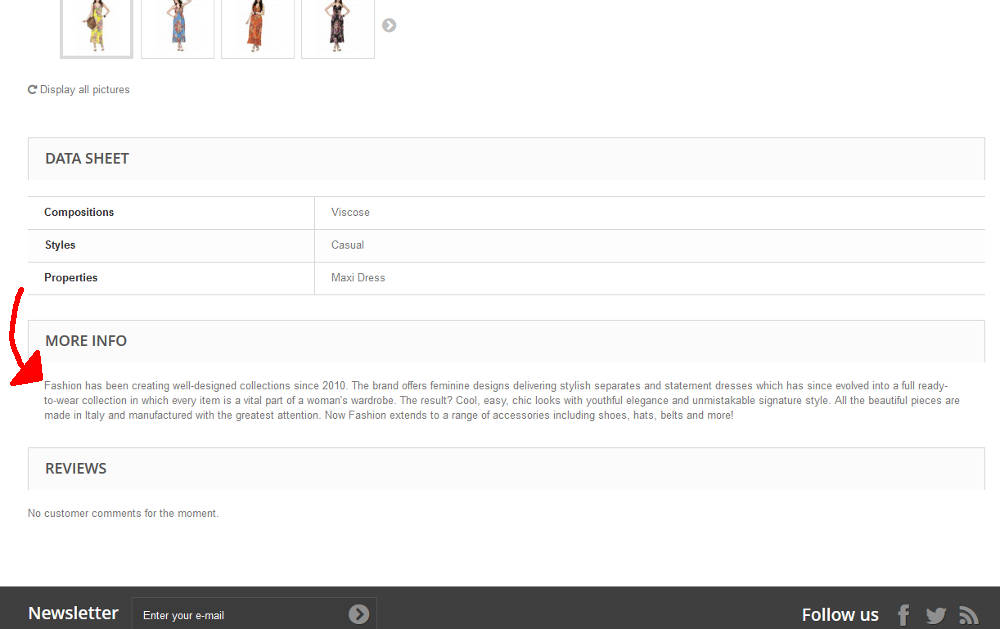 Display all pictures
DATA SHEET
Compositions Viscose
Styles Casual
Properties Maxi Dress
MORE INFO
Fashion has been creating well-designed collections since 2010. The brand offers feminine designs delivering stylish separates and statement dresses which has since evolved into a full ready-
to-wear collection in which every item is a vital part of a woman's wardrobe. The result? Cool, easy, chic looks with youthful elegance and unmistakable signature style. All the beautiful pieces are
made in Italy and manufactured with the greatest attention. Now Fashion extends to a range of accessories including shoes, hats, belts and more!
REVIEWS
No customer comments for the moment.
Newsletter Enter your e-mail Follow us